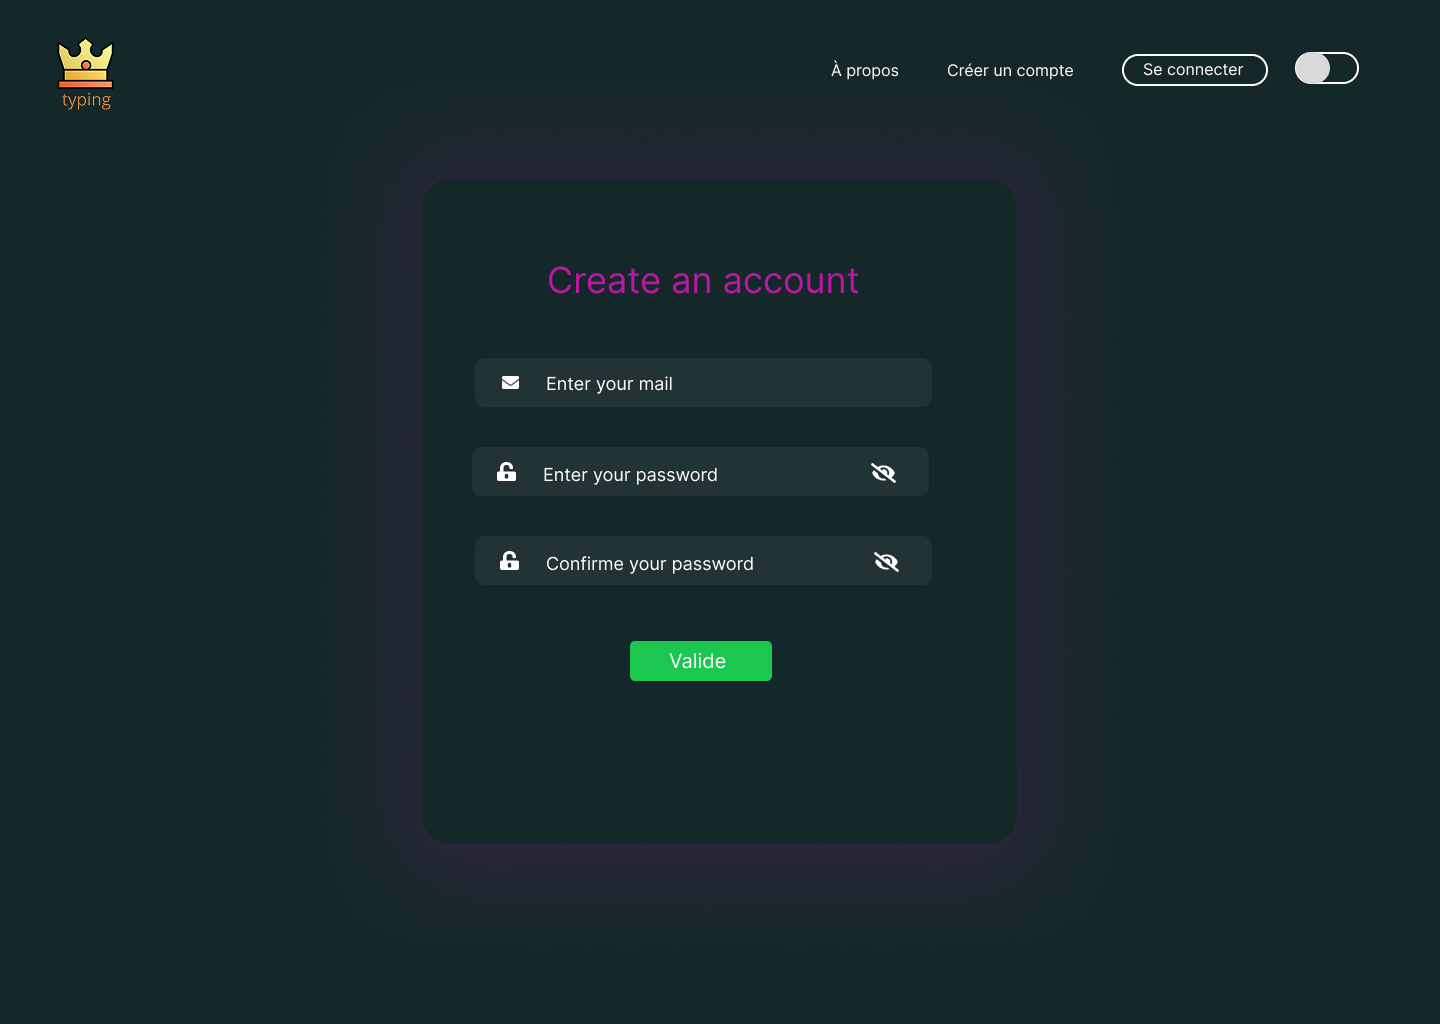 typing
À propos
Créer un compte
Se connecter
Create an account
Enter your mail
Enter your password
Confirme your password
Valide